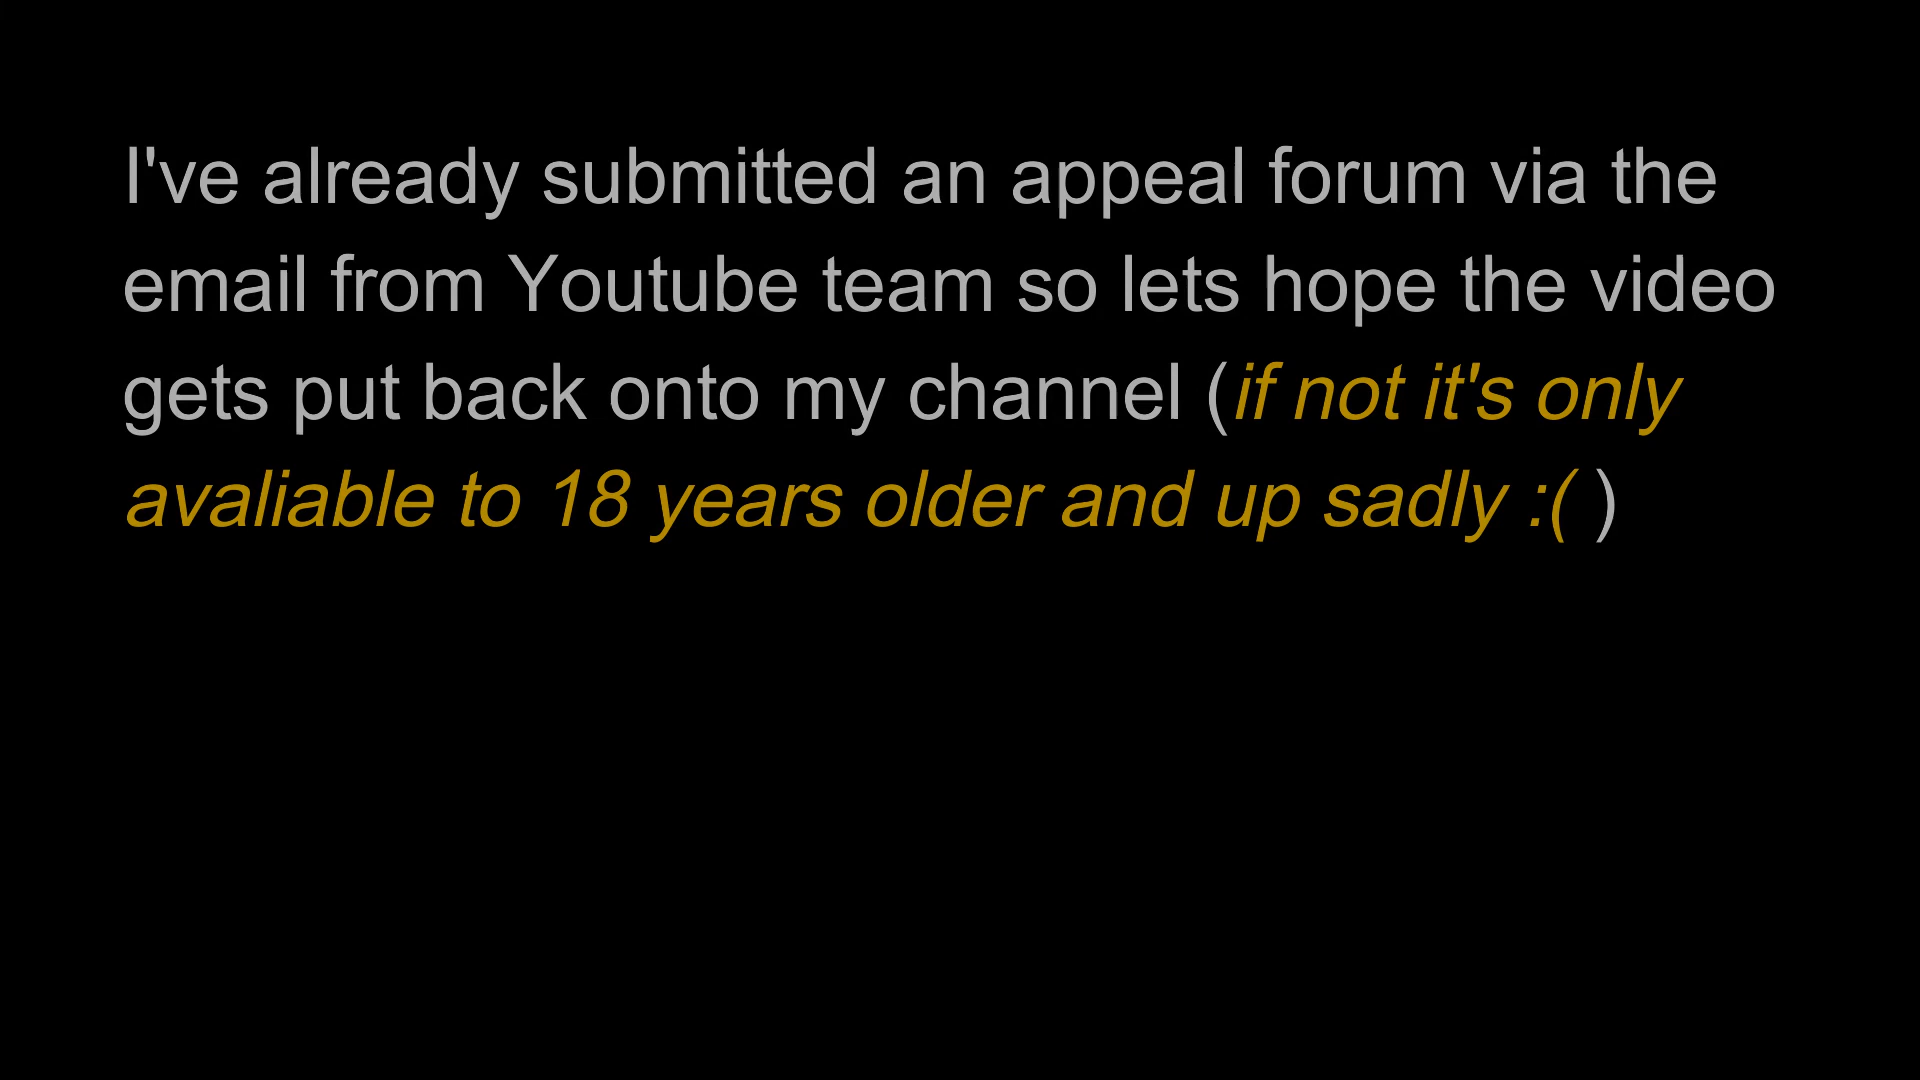 I've already submitted an appeal forum via the
email from Youtube team so lets hope the video
gets put back onto my channel (if not it's only
avaliable to 18 years older and up sadly :( )